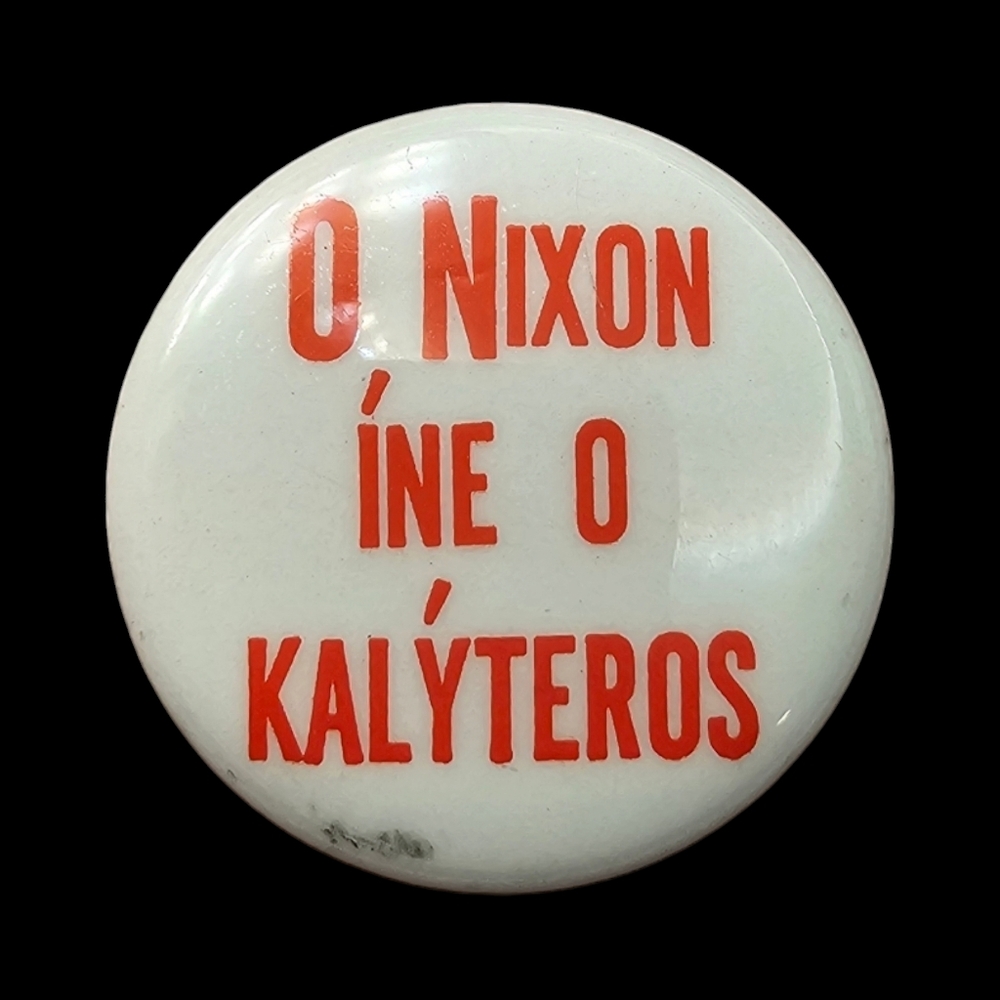 O NIXON
ÍNE O
KALÝTEROS